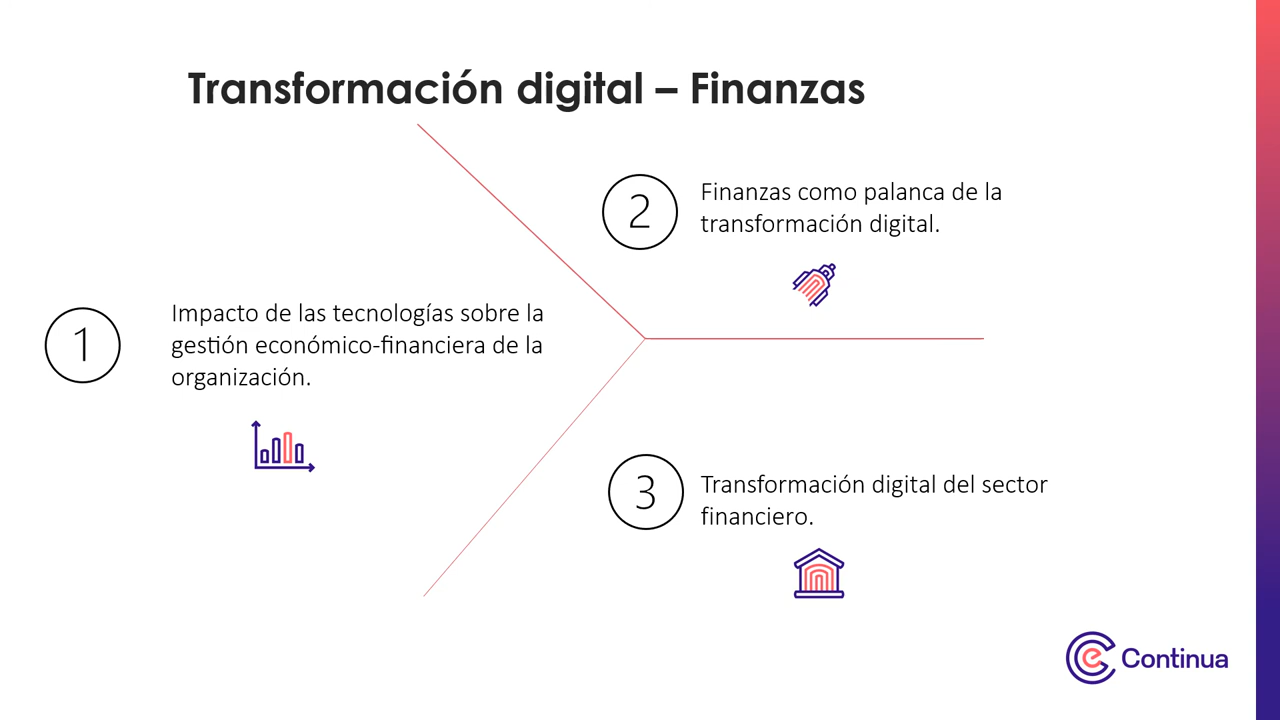 Transformación digital – Finanzas
1
Impacto de las tecnologías sobre la
gestión económico-financiera de la
organización.
2
Finanzas como palanca de la
transformación digital.
3
Transformación digital del sector
financiero.
Continua